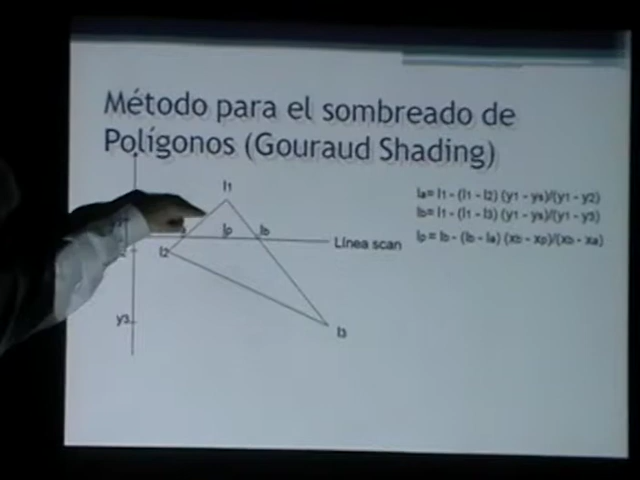 Método para el sombreado de
Polígonos (Gouraud Shading)
I1
Ia= I1 - (I1 - I2) (y1 - ys)/(y1 - y2)
Ib= I1 - (I1 - I3) (y1 - ys)/(y1 - y3)
Ip = Ib - (Ib - Ia) (xb - xp)/(xb - xa)
Ip
Ib
Línea scan
I2
y3
I3